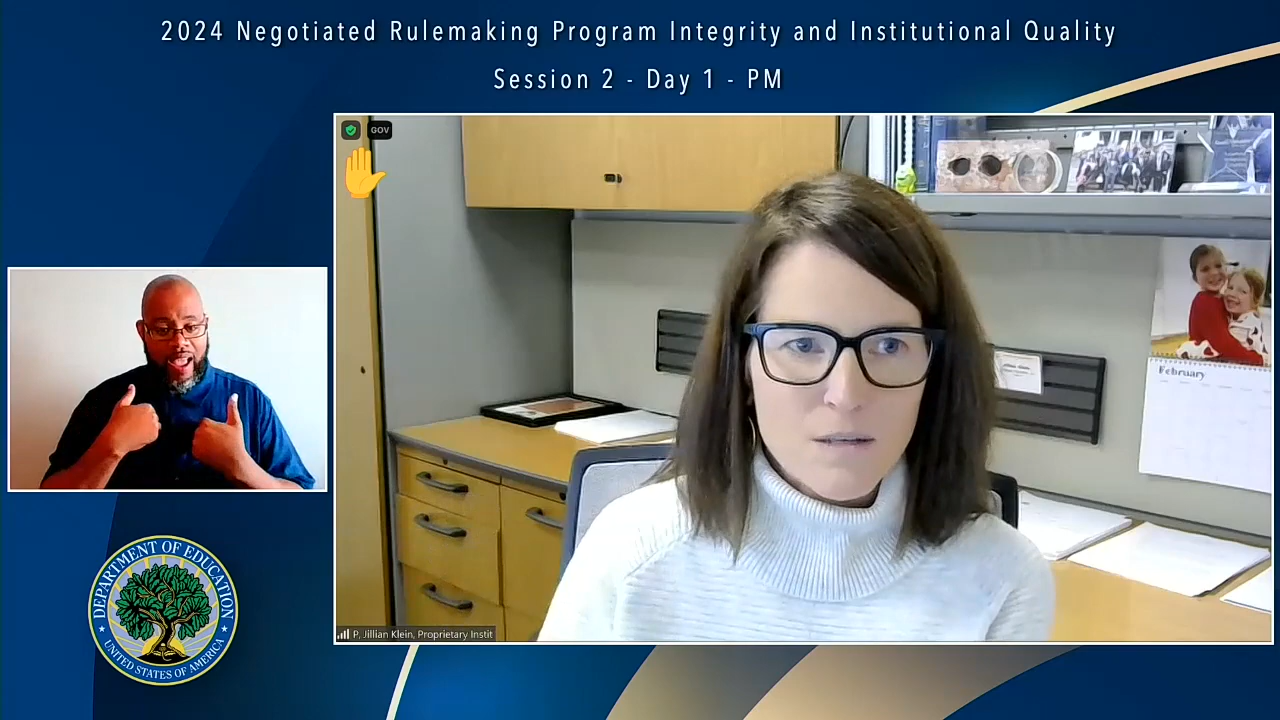 2024 Negotiated Rulemaking Program Integrity and Institutional Quality
Session 2 - Day 1 - PM
GOV
February
P, Jillian Klein, Proprietary Instit
DEPARTMENT OF EDUCATION
UNITED STATES OF AMERICA